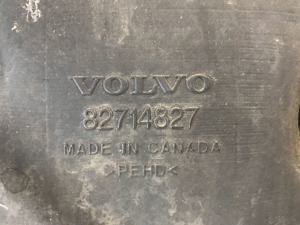 VOLVO
82714827
MADE IN CANADA
>PEHD<